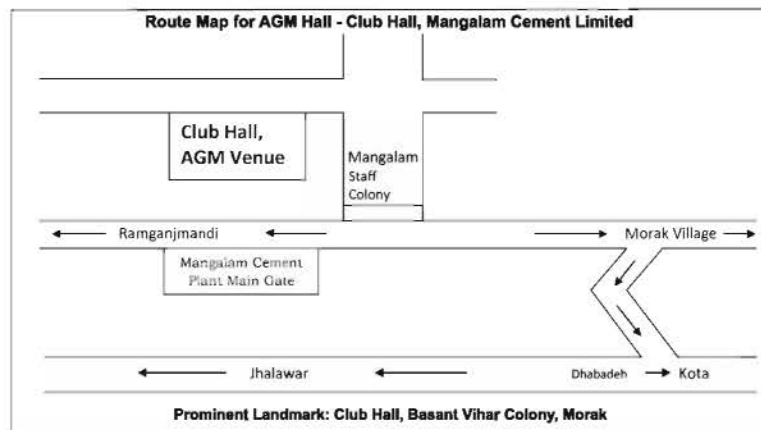 Route Map for AGM Hall - Club Hall, Mangalam Cement Limited
Club Hall,
AGM Venue
Mangalam
Staff
Colony
Ramganjmandi
Morak Village
Mangalam Cement
Plant Main Gate
Jhalawar
Dhabadeh
Kota
Prominent Landmark: Club Hall, Basant Vihar Colony, Morak